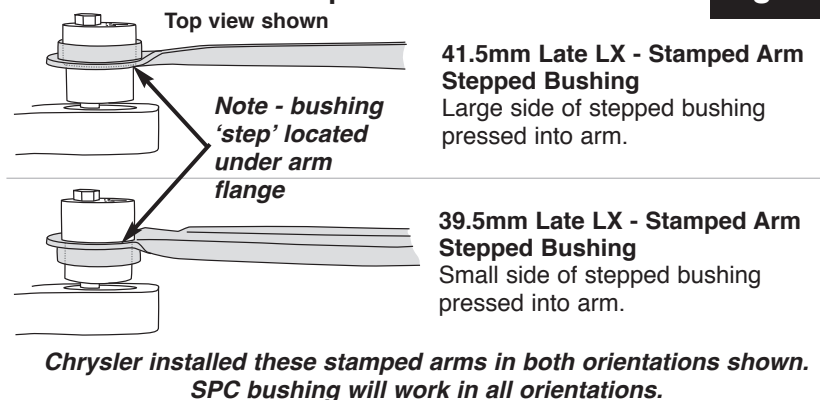 Top view shown
41.5mm Late LX - Stamped Arm
Stepped Bushing
Large side of stepped bushing
pressed into arm.
Note - bushing
‘step’ located
under arm
flange
39.5mm Late LX - Stamped Arm
Stepped Bushing
Small side of stepped bushing
pressed into arm.
Chrysler installed these stamped arms in both orientations shown.
SPC bushing will work in all orientations.